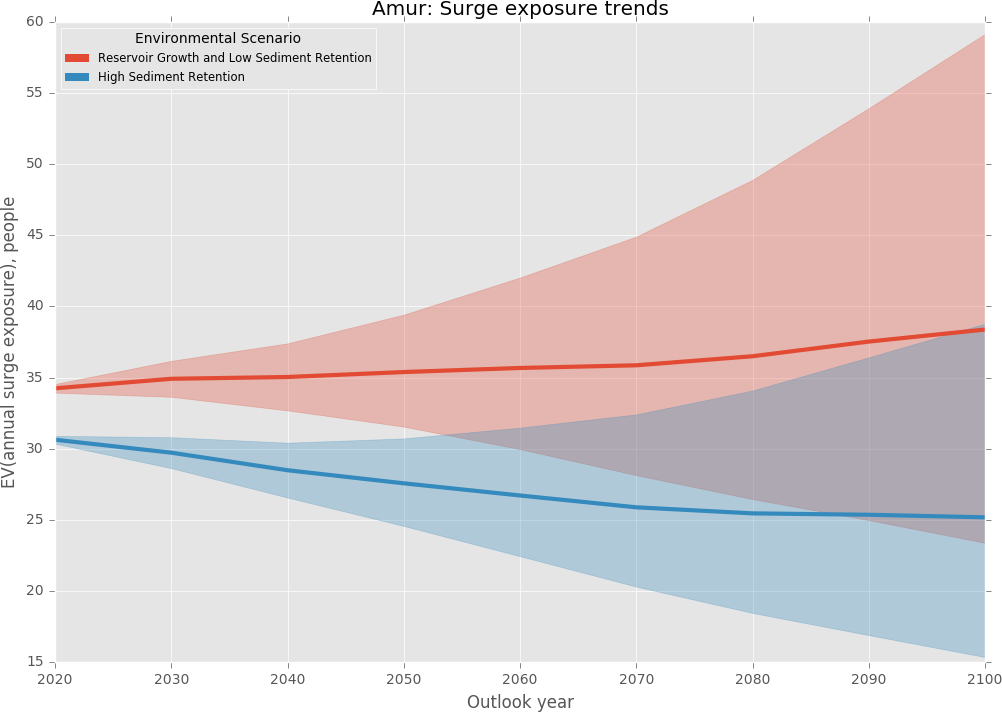 Amur: Surge exposure trends
Environmental Scenario
Reservoir Growth and Low Sediment Retention
High Sediment Retention
EV(annual surge exposure), people
60
55
50
45
40
35
30
25
20
15
2020 2030 2040 2050 2060 2070 2080 2090 2100
Outlook year